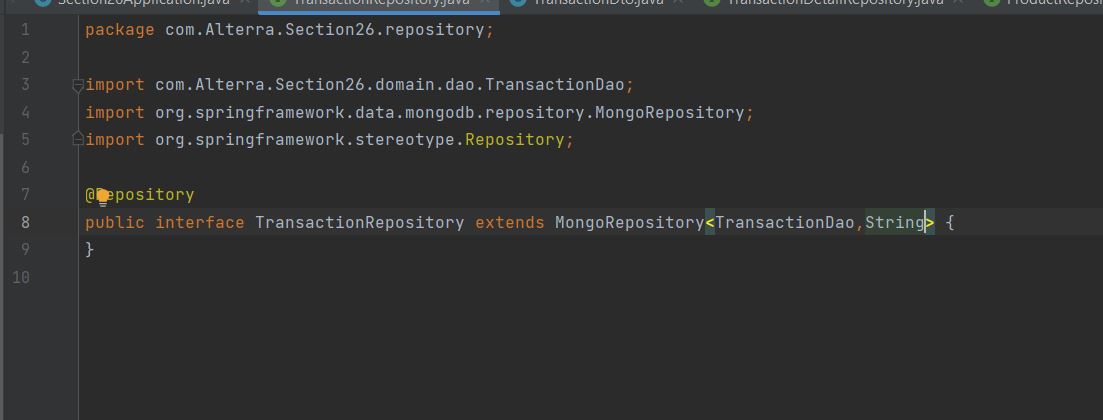 Section26Application.java TransactionRepository.java TransactionDto.java TransactionDetailRepository.java
1 package com.Alterra.Section26.repository;
2
3 import com.Alterra.Section26.domain.dao.TransactionDao;
4 import org.springframework.data.mongodb.repository.MongoRepository;
5 import org.springframework.stereotype.Repository;
6
7 @Repository
8 public interface TransactionRepository extends MongoRepository<TransactionDao,String> {
9 }
10